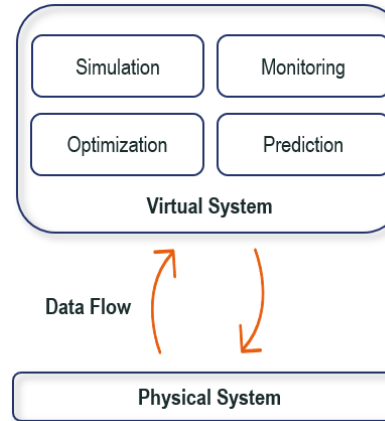 Simulation
Monitoring
Optimization
Prediction
Virtual System
Data Flow
Physical System